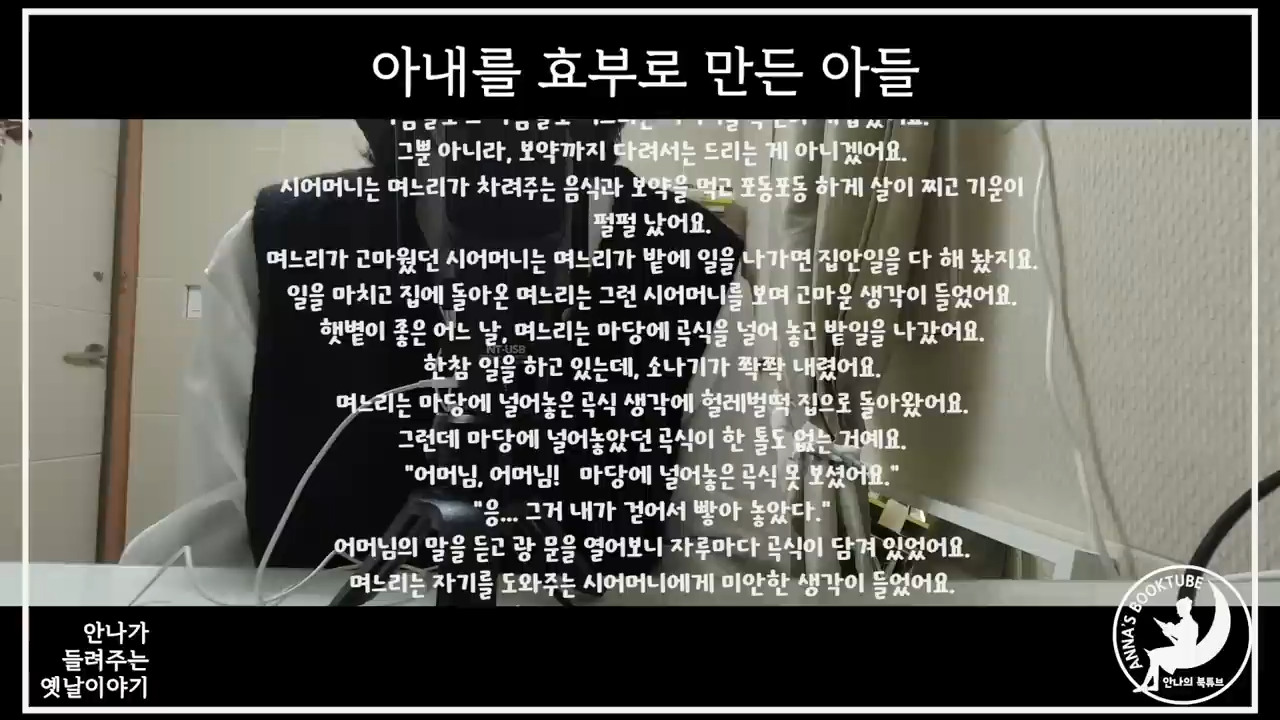 아내를 효부로 만든 아들
그뿐 아니라, 보약까지 다려서는 드리는 게 아니겠어요.
시어머니는 며느리가 차려주는 음식과 보약을 먹고 포동포동 하게 살이 찌고 기운이
펄펄 났어요.
며느리가 고마웠던 시어머니는 며느리가 밭에 일을 나가면 집안일을 다 해 놨지요.
일을 마치고 집에 돌아온 며느리는 그런 시어머니를 보며 고마운 생각이 들었어요.
햇볕이 좋은 어느 날, 며느리는 마당에 곡식을 널어 놓고 밭일을 나갔어요.
NT-USB
한참 일을 하고 있는데, 소나기가 쫙쫙 내렸어요.
며느리는 마당에 널어놓은 곡식 생각에 헐레벌떡 집으로 돌아왔어요.
그런데 마당에 널어놓았던 곡식이 한 톨도 없는 거예요.
"어머님, 어머님! 마당에 널어놓은 곡식 못 보셨어요."
"응... 그거 내가 걷어서 빻아 놓았다."
어머님의 말을 듣고 광 문을 열어보니 자루마다 곡식이 담겨 있었어요.
며느리는 자기를 도와주는 시어머니에게 미안한 생각이 들었어요.
안나가
들려주는
옛날이야기
ANNA'S BOOKTUBE
안나의 북튜브